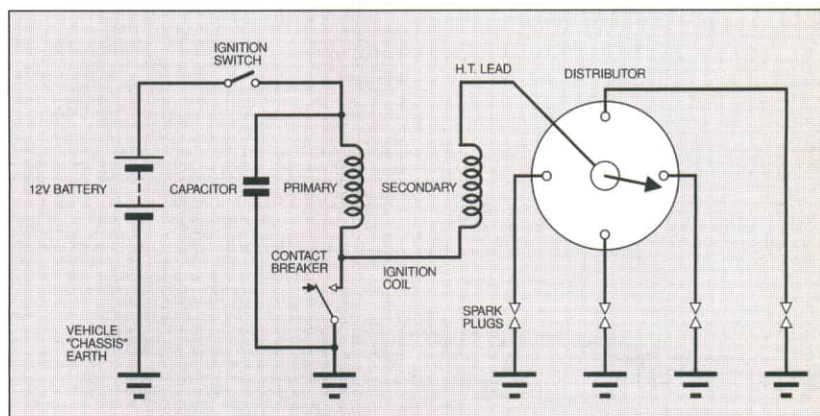 IGNITION
SWITCH
H.T. LEAD
DISTRIBUTOR
12V BATTERY
CAPACITOR
PRIMARY
SECONDARY
CONTACT
BREAKER
IGNITION
COIL
SPARK
PLUGS
VEHICLE
"CHASSIS"
EARTH